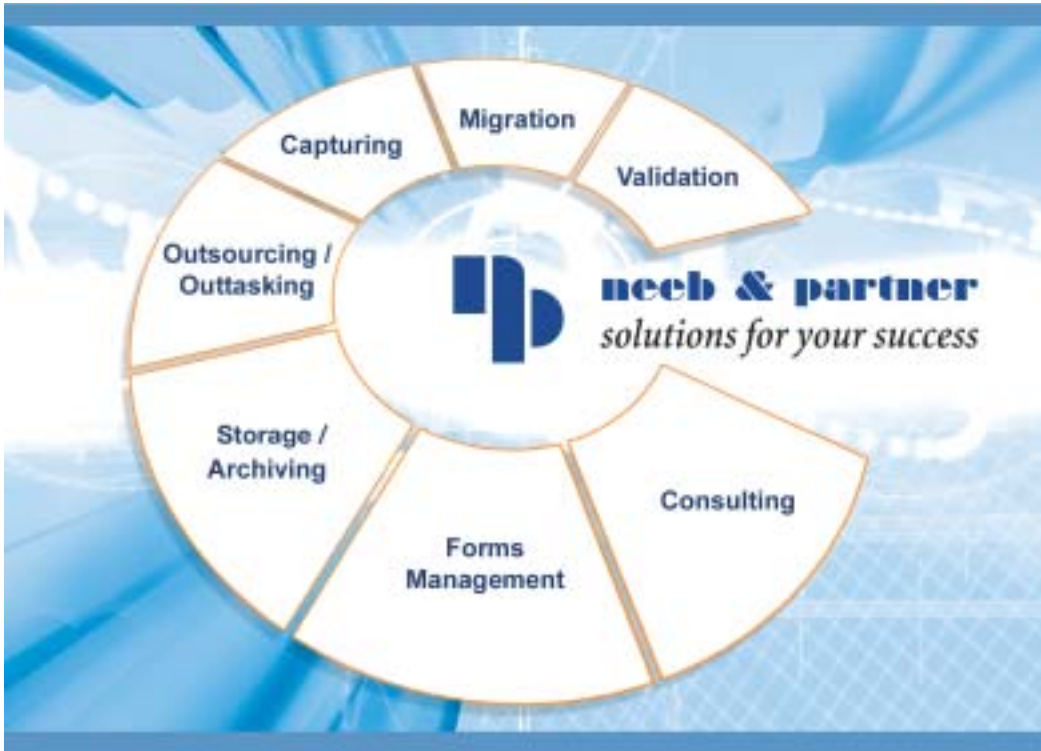 Migration
Capturing
Validation
Outsourcing /
Outtasking
neeb & partner
solutions for your success
Storage /
Archiving
Consulting
Forms
Management